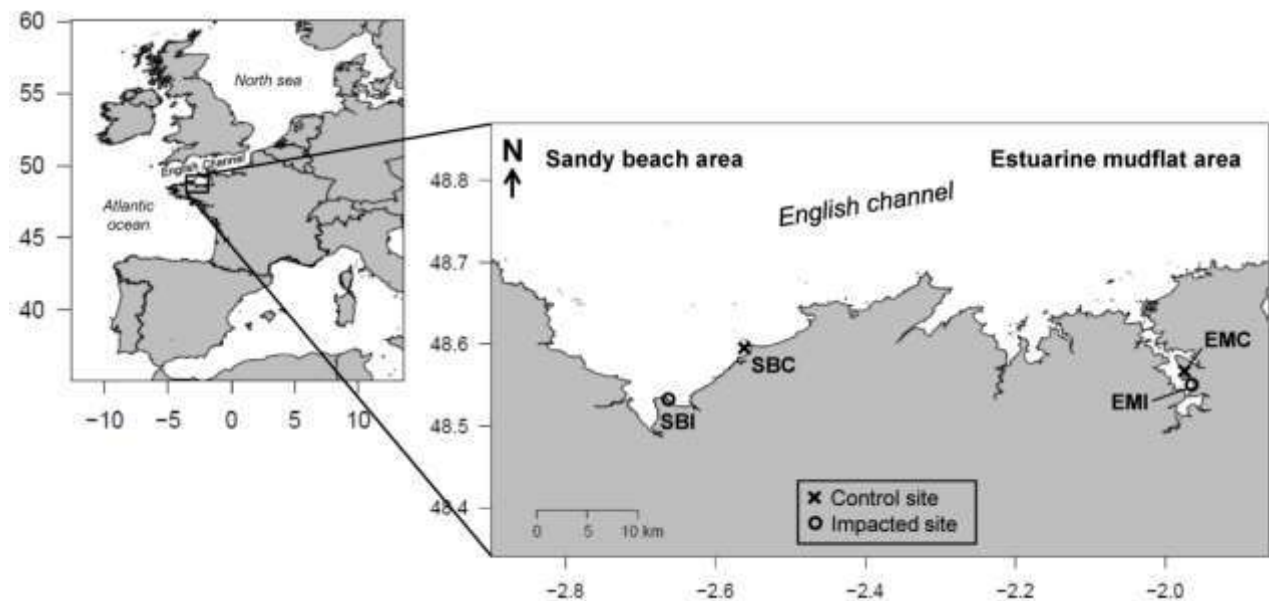 60
55
50
45
40
−10
−5
0
5
10
North sea
English Channel
Atlantic
ocean
N
Sandy beach area
Estuarine mudflat area
English channel
48.8
48.7
48.6
48.5
48.4
SBC
SBI
EMC
EMI
Control site
Impacted site
0
5
10 km
−2.8
−2.6
−2.4
−2.2
−2.0